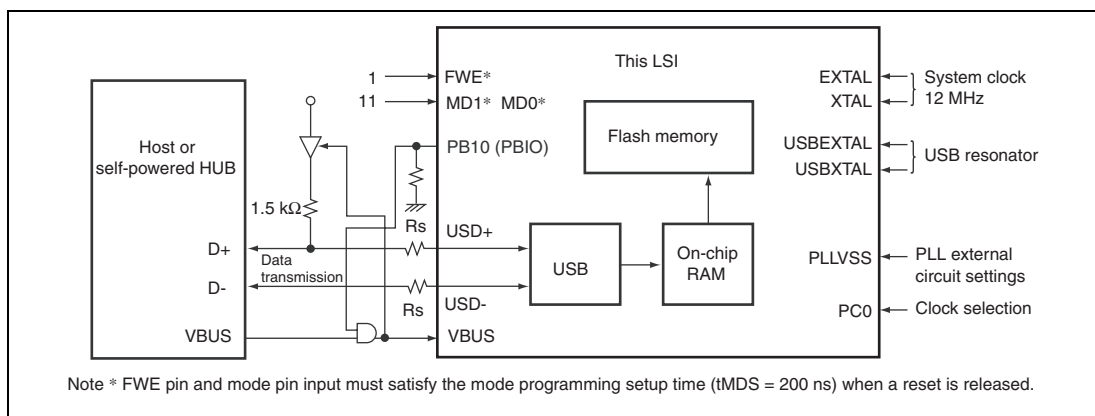 This LSI
1
FWE*
11
MD1* MD0*
PB10 (PBIO)
Flash memory
EXTAL
XTAL
System clock
12 MHz
USBEXTAL
USBXTAL
USB resonator
Host or
self-powered HUB
1.5 kΩ
Rs
USD+
D+
Data
transmission
D-
Rs
USD-
USB
On-chip
RAM
PLLVSS
PLL external
circuit settings
PC0
Clock selection
VBUS
VBUS
Note * FWE pin and mode pin input must satisfy the mode programming setup time (tMDS = 200 ns) when a reset is released.